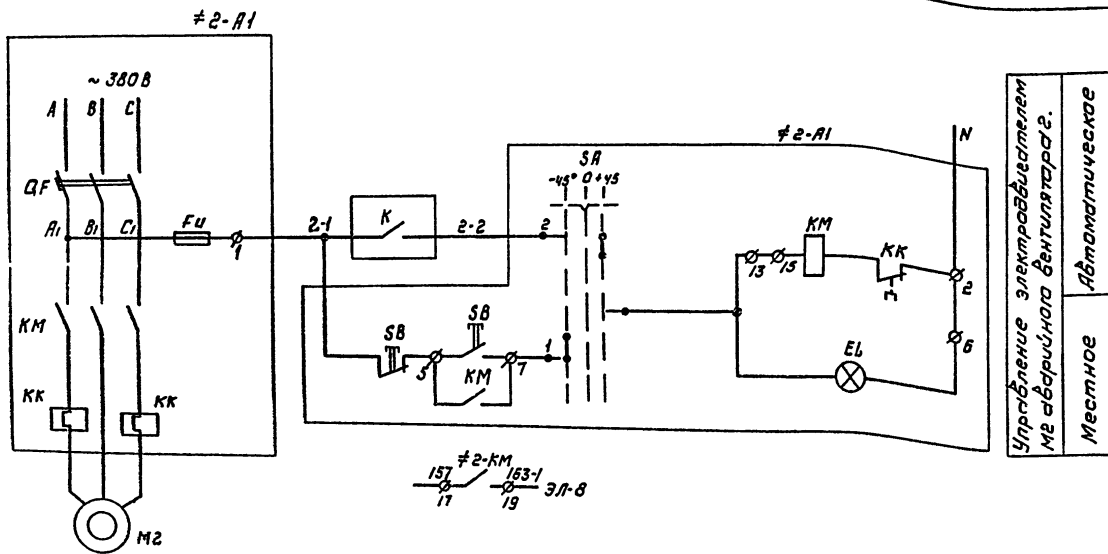 ≠2-А1
~ 380 В
А В С
QF
А1 В1 С1
FU
1
КМ
КК КК
М2
2-1
К
2-2
2
≠2-А1
SA
-45° 0 +45
N
13 15
КМ
КК
2
SB
5
SB
7
1
КМ
EL
6
≠2-КМ
157 163-1
17 19
ЭЛ-8
Управление электродвигателем
М2 аварийного вентилятора 2.
Местное
Автоматическое